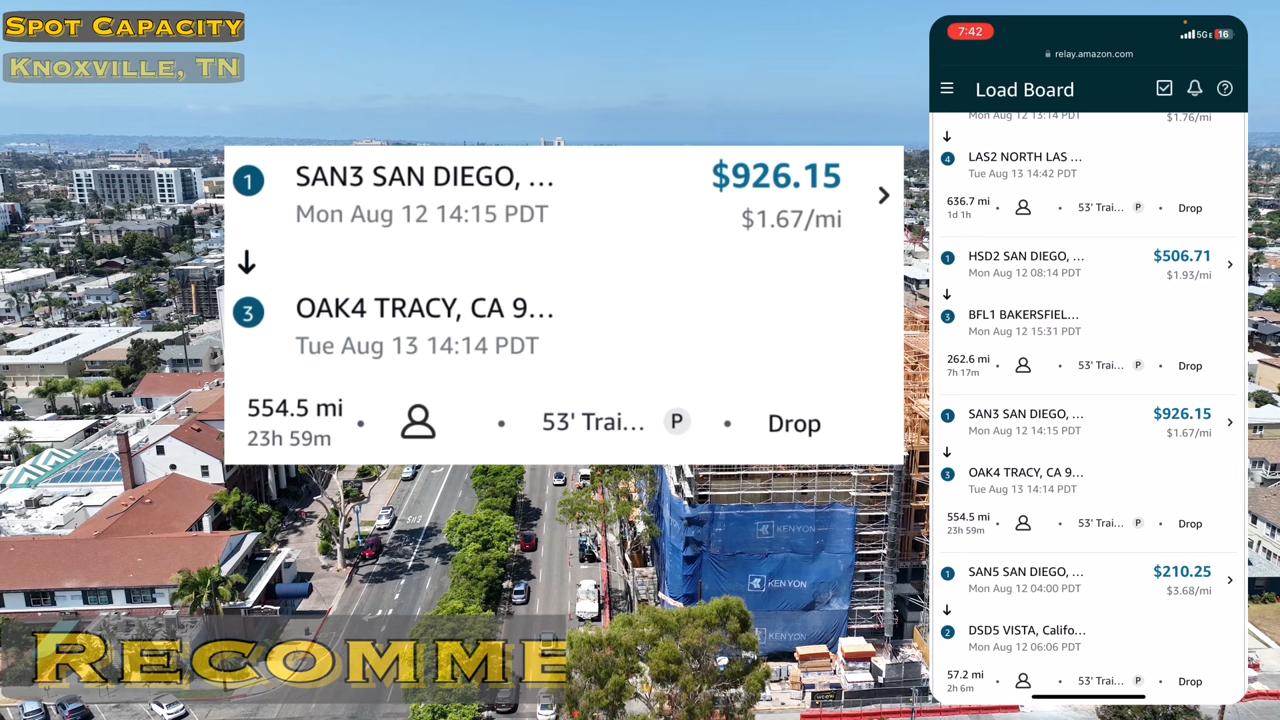 SPOT CAPACITY
KNOXVILLE, TN
1 SAN3 SAN DIEGO, ... $926.15
Mon Aug 12 14:15 PDT $1.67/mi
3 OAK4 TRACY, CA 9...
Tue Aug 13 14:14 PDT
554.5 mi
23h 59m
53' Trai... P Drop
KENYON
KENYON
KENYON
RECOMME
7:42 5GE 16
relay.amazon.com
Load Board
Mon Aug 12 13:14 PDT $1.76/mi
4 LAS2 NORTH LAS ...
Tue Aug 13 14:42 PDT
636.7 mi
1d 1h
53' Trai... P Drop
1 HSD2 SAN DIEGO, ... $506.71
Mon Aug 12 08:14 PDT $1.93/mi
3 BFL1 BAKERSFIEL...
Mon Aug 12 15:31 PDT
262.6 mi
7h 17m
53' Trai... P Drop
1 SAN3 SAN DIEGO, ... $926.15
Mon Aug 12 14:15 PDT $1.67/mi
3 OAK4 TRACY, CA 9...
Tue Aug 13 14:14 PDT
554.5 mi
23h 59m
53' Trai... P Drop
1 SAN5 SAN DIEGO, ... $210.25
Mon Aug 12 04:00 PDT $3.68/mi
2 DSD5 VISTA, Califo...
Mon Aug 12 06:06 PDT
57.2 mi
2h 6m
53' Trai... P Drop